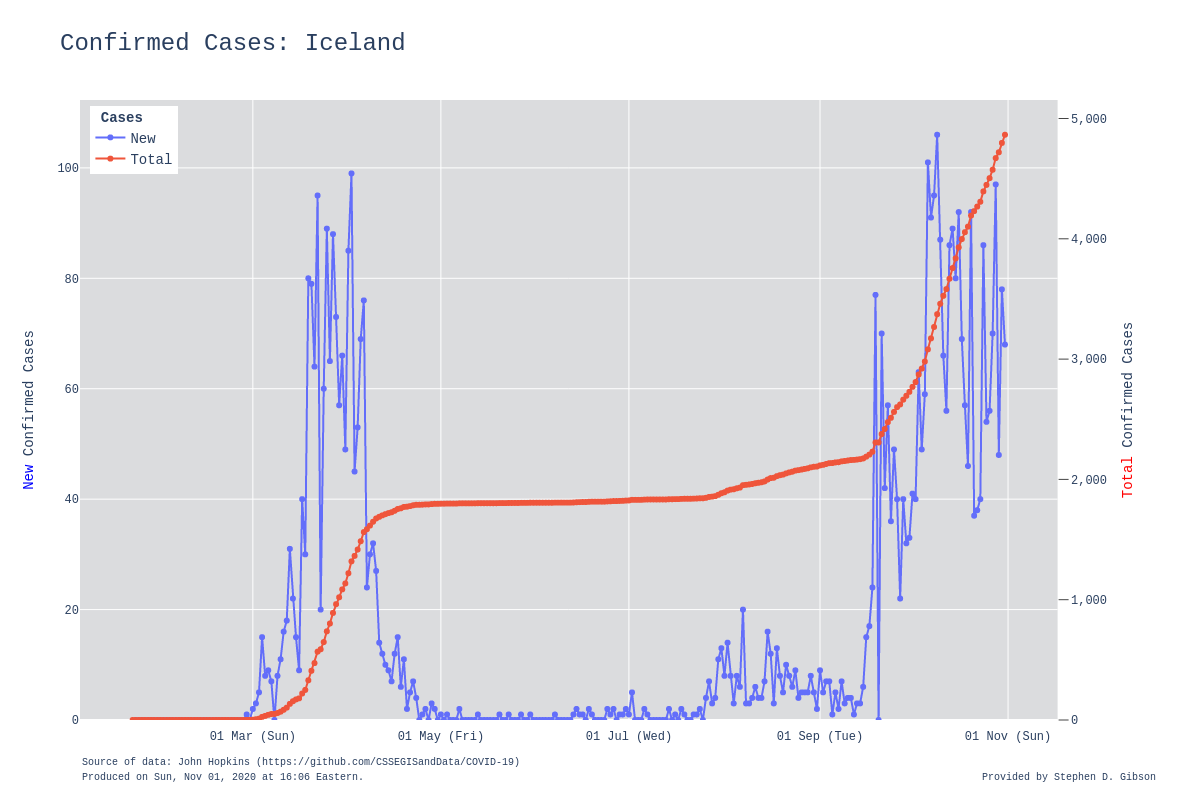 Confirmed Cases: Iceland
Cases
New
Total
100
80
60
40
20
0
5,000
4,000
3,000
2,000
1,000
0
New Confirmed Cases
Total Confirmed Cases
01 Mar (Sun) 01 May (Fri) 01 Jul (Wed) 01 Sep (Tue) 01 Nov (Sun)
Source of data: John Hopkins (https://github.com/CSSEGISandData/COVID-19)
Produced on Sun, Nov 01, 2020 at 16:06 Eastern.
Provided by Stephen D. Gibson